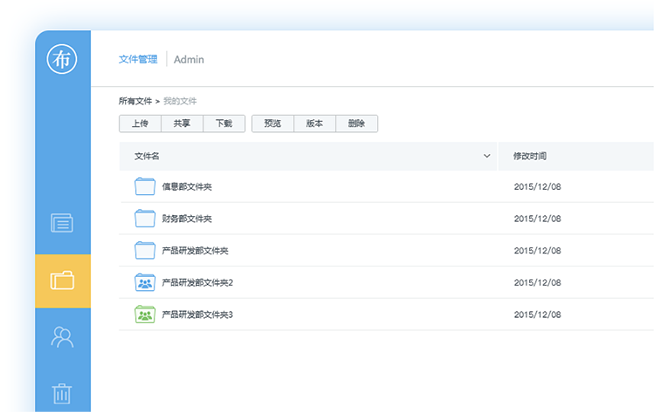 布
文件管理 Admin
所有文件 > 我的文件
上传 共享 下载 预览 版本 删除
文件名 修改时间
信息部文件夹 2015/12/08
财务部文件夹 2015/12/08
产品研发部文件夹 2015/12/08
产品研发部文件夹2 2015/12/08
产品研发部文件夹3 2015/12/08